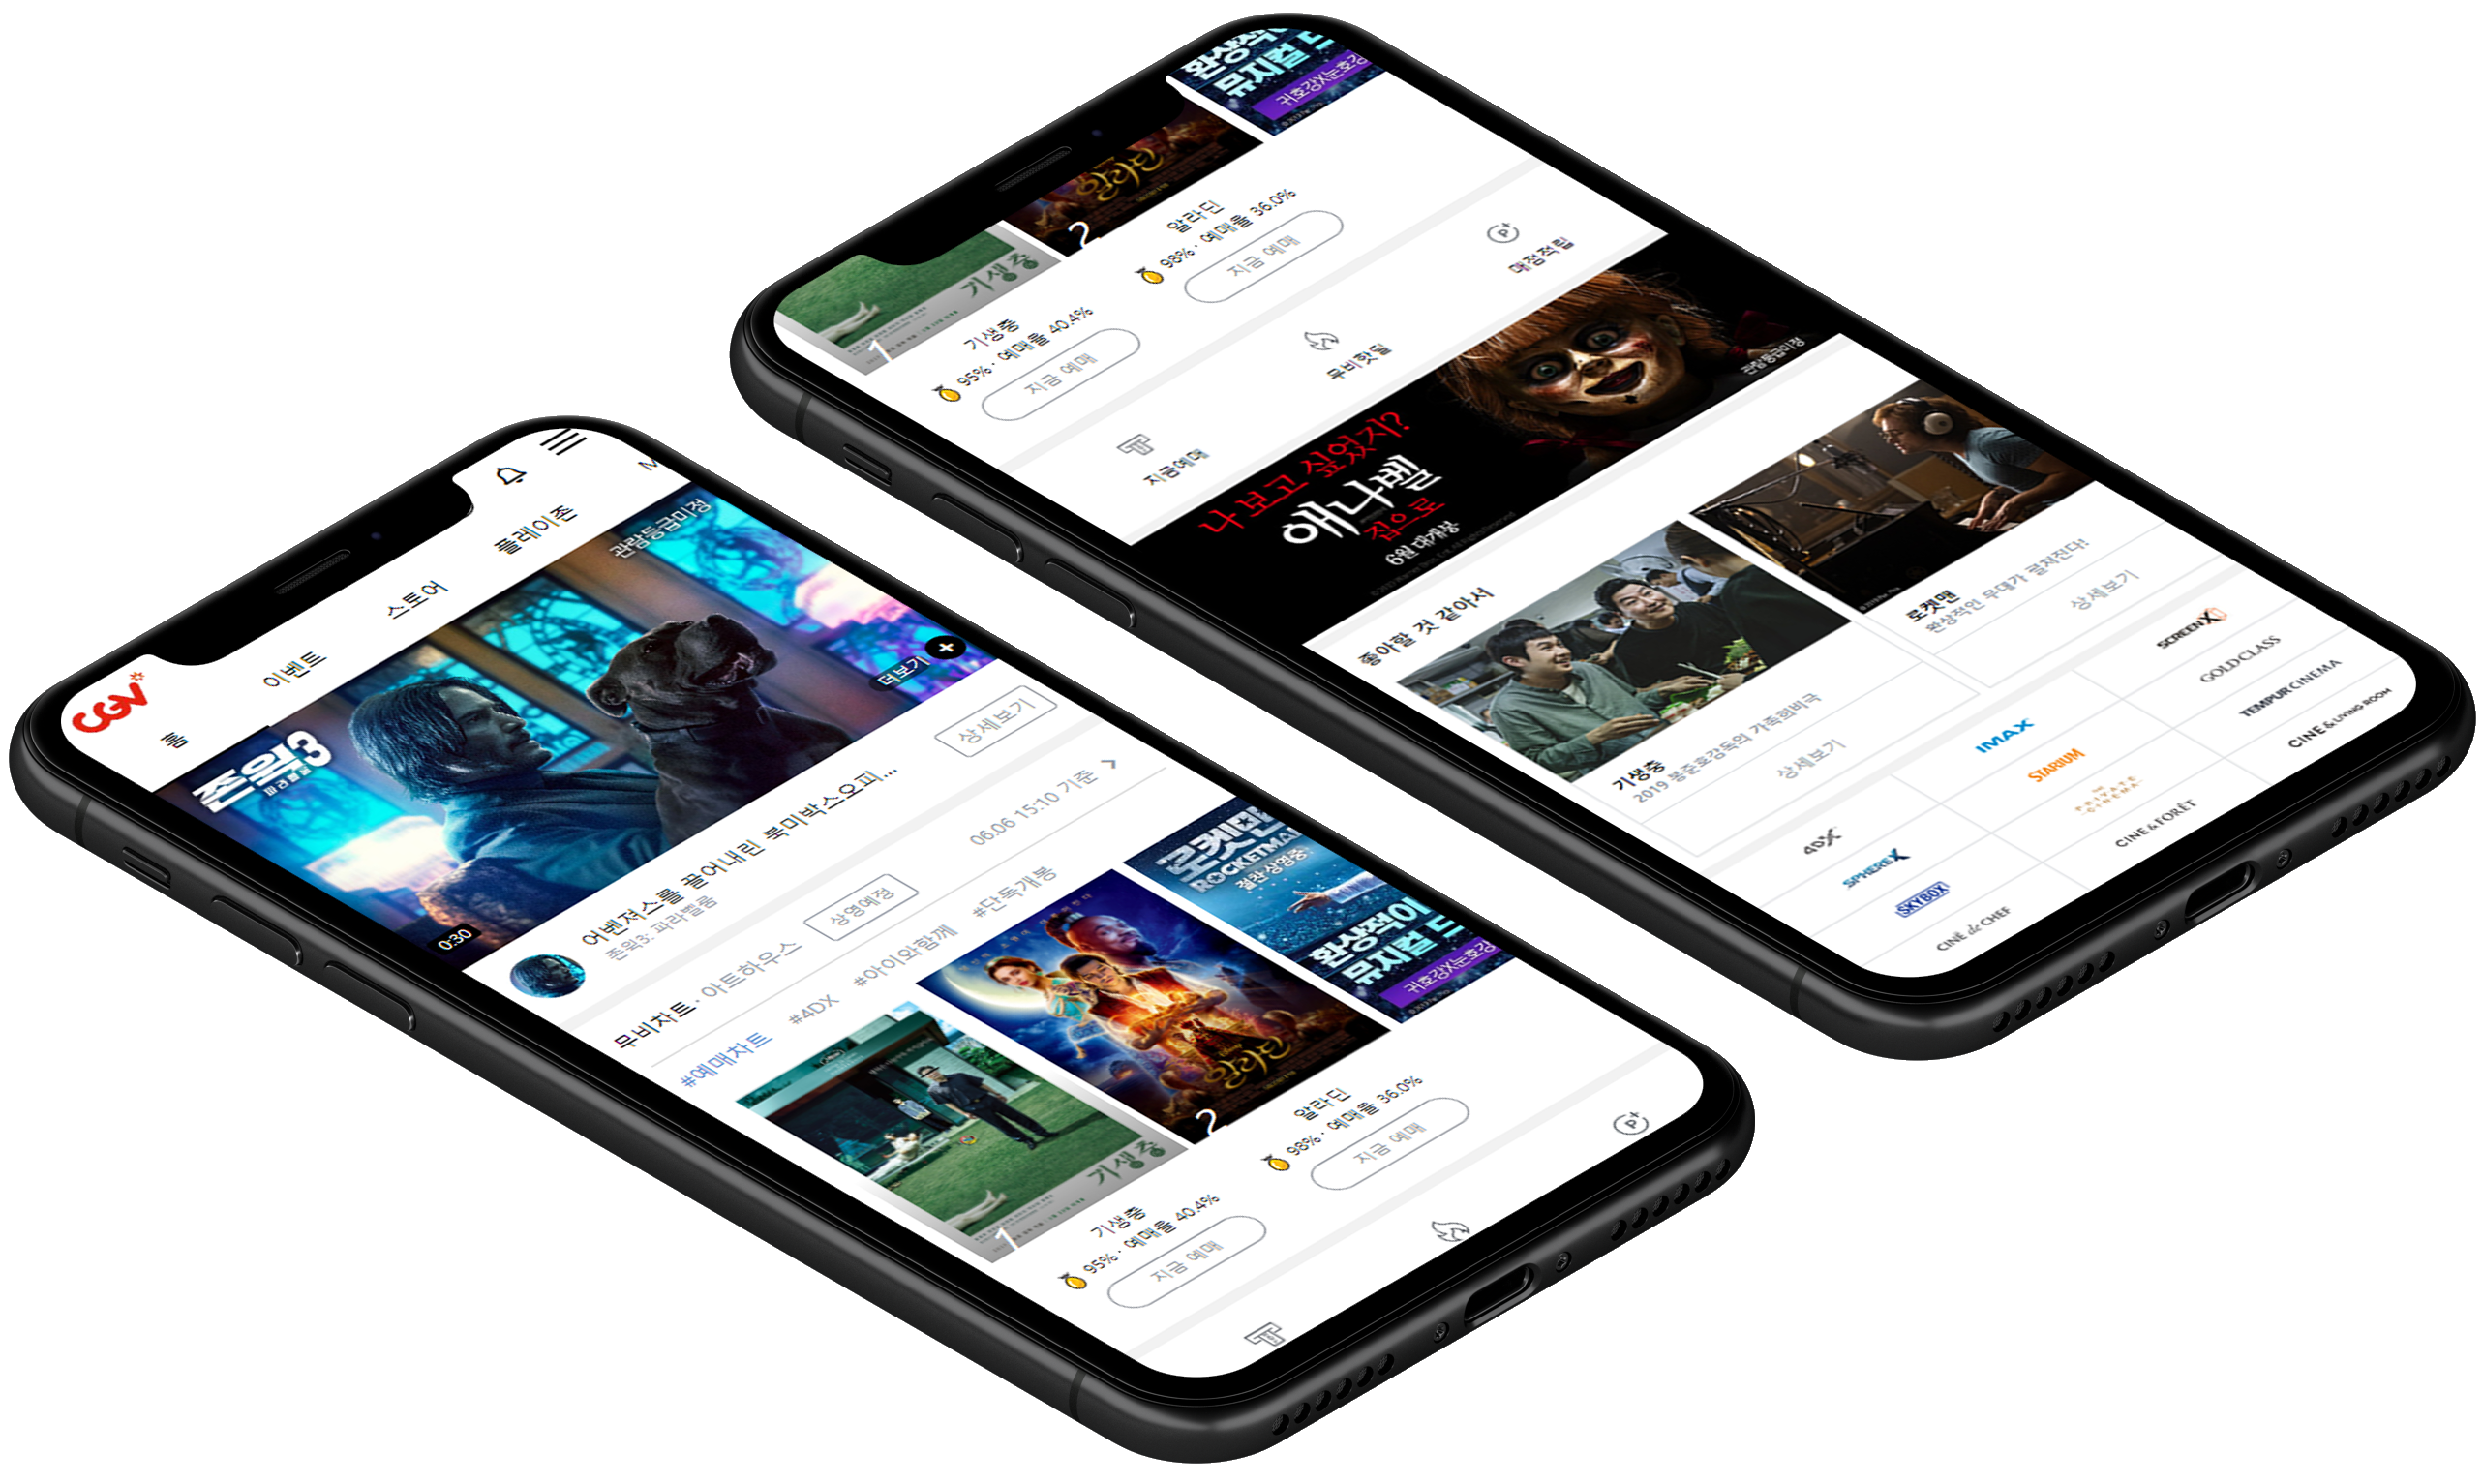 CGV
홈
이벤트
스토어
플레이존
M
관람등급미정
존윅3
파라벨룸
더보기
0:30
어벤져스를 끌어내린 북미박스오피...
존윅3: 파라벨룸
상세보기
무비차트 · 아트하우스
상영예정
06.06 15:10 기준 >
#예매차트 #4DX #아이와함께 #단독개봉
기생충
1
알라딘
2
로켓맨
ROCKETMAN
절찬상영중
환상적이
뮤지컬 드
귀호강X눈호강
기생충
95% · 예매율 40.4%
지금 예매
알라딘
98% · 예매율 36.0%
지금 예매
환상적이
뮤지컬 드
귀호강X눈호강
기생충
1
알라딘
2
기생충
95% · 예매율 40.4%
지금 예매
알라딘
98% · 예매율 36.0%
지금 예매
지금예매
무비핫딜
매점적립
나 보고 싶었지?
애나벨
집으로
6월 대개봉
관람등급미정
좋아할 것 같아서
기생충
2019 봉준호감독의 가족희비극
상세보기
로켓맨
환상적인 무대가 펼쳐진다!
상세보기
4DX
IMAX
SCREENX
SPHEREX
STARIUM
GOLD CLASS
SKYBOX
THE PRIVATE CINEMA
TEMPUR CINEMA
CINÉ de CHEF
CINE & FORÊT
CINE & LIVING ROOM